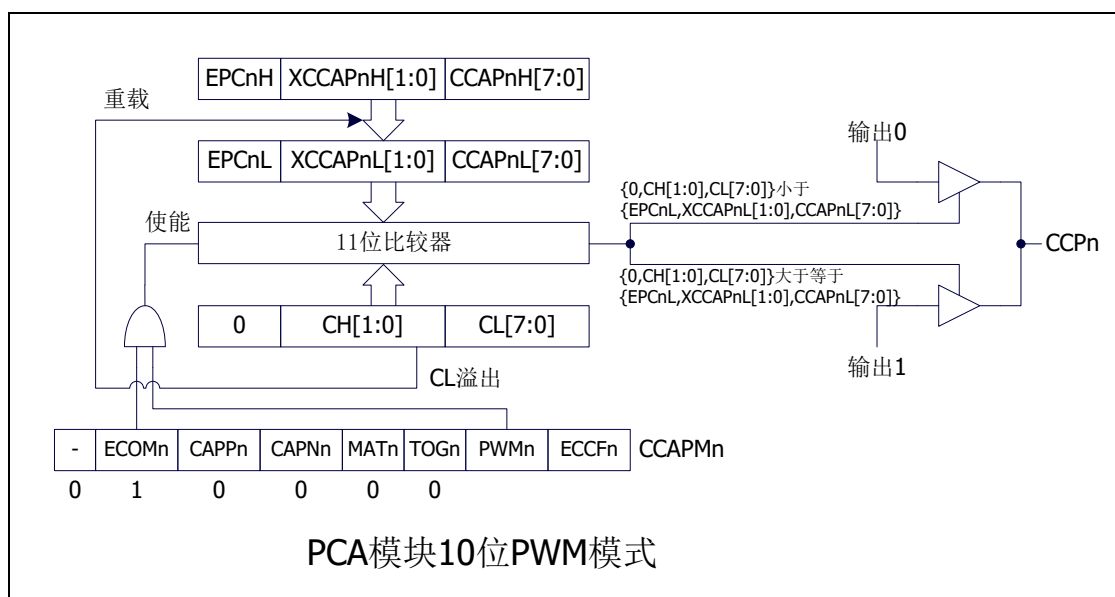 EPCnH XCCAPnH[1:0] CCAPnH[7:0]
重载
EPCnL XCCAPnL[1:0] CCAPnL[7:0]
输出0
{0,CH[1:0],CL[7:0]}小于
{EPCnL,XCCAPnL[1:0],CCAPnL[7:0]}
使能
11位比较器
CCPn
{0,CH[1:0],CL[7:0]}大于等于
{EPCnL,XCCAPnL[1:0],CCAPnL[7:0]}
0 CH[1:0] CL[7:0]
输出1
CL溢出
- ECOMn CAPPn CAPNn MATn TOGn PWMn ECCFn CCAPMn
0 1 0 0 0 0
PCA模块10位PWM模式